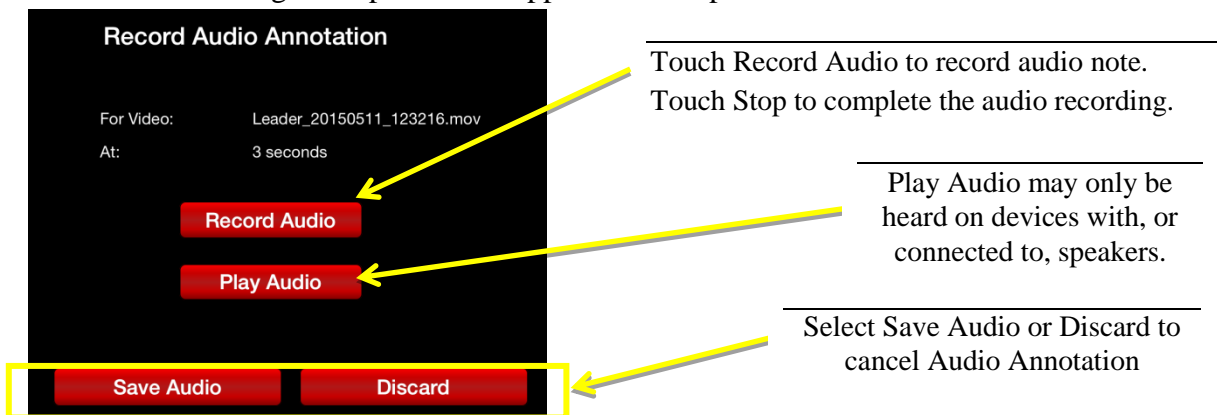 Record Audio Annotation
For Video: Leader_20150511_123216.mov
At: 3 seconds
Record Audio
Play Audio
Save Audio Discard
Touch Record Audio to record audio note.
Touch Stop to complete the audio recording.
Play Audio may only be
heard on devices with, or
connected to, speakers.
Select Save Audio or Discard to
cancel Audio Annotation